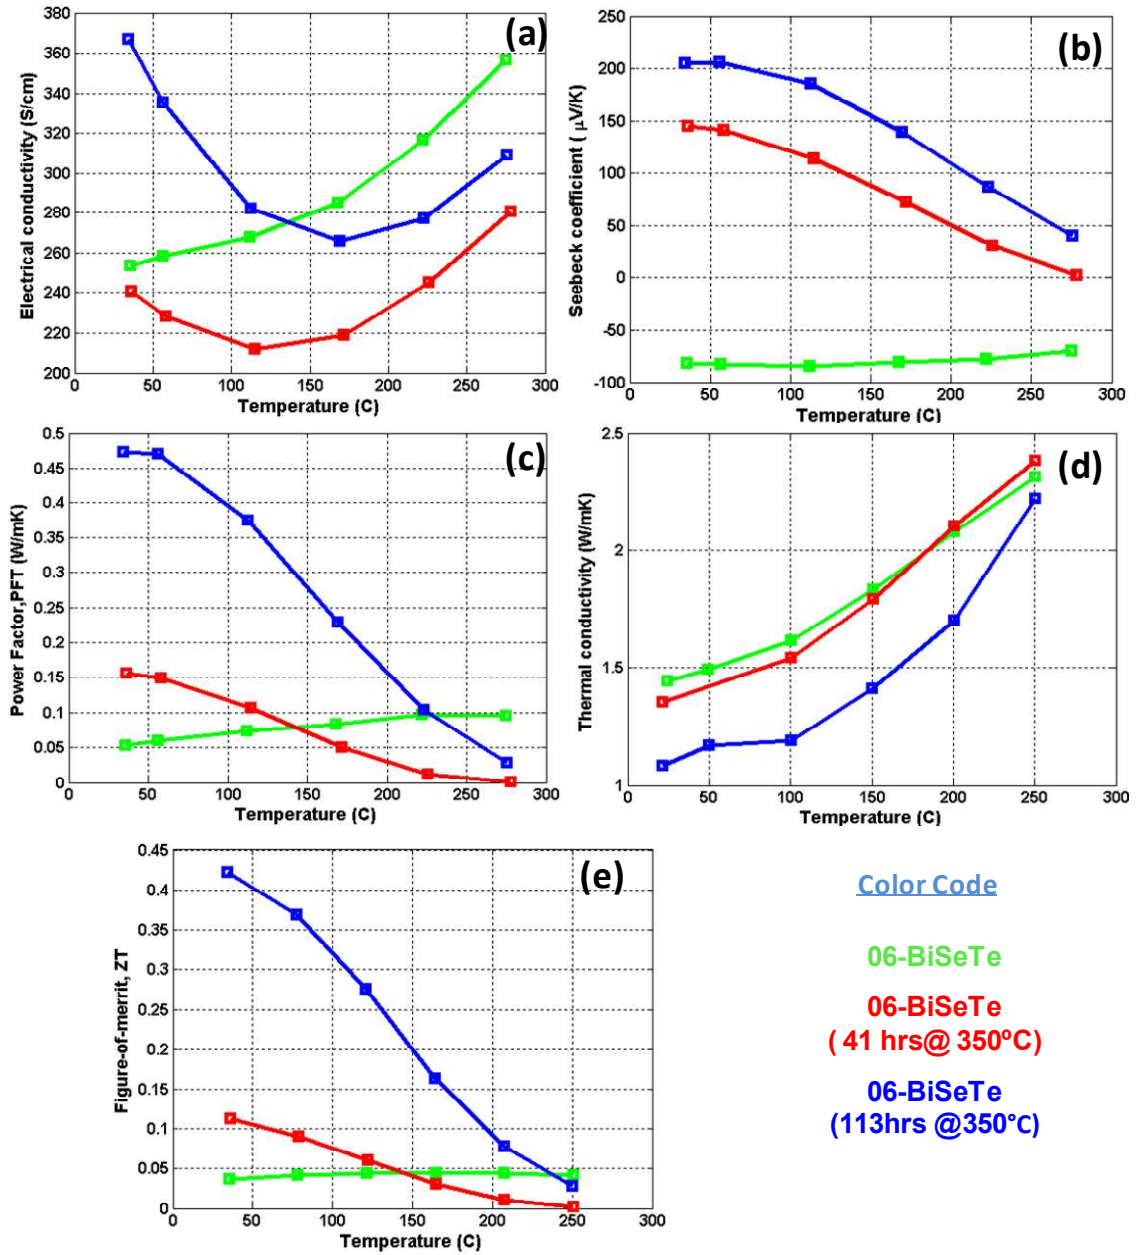 (a)
Electrical conductivity (S/cm)
380
360
340
320
300
280
260
240
220
200
0 50 100 150 200 250 300
Temperature (C)
(b)
Seebeck coefficient ( μV/K)
250
200
150
100
50
0
-50
-100
0 50 100 150 200 250 300
Temperature (C)
(c)
Power Factor,PFT (W/mK)
0.5
0.45
0.4
0.35
0.3
0.25
0.2
0.15
0.1
0.05
0
0 50 100 150 200 250 300
Temperature (C)
(d)
Thermal conductivity (W/mK)
2.5
2
1.5
1
0 50 100 150 200 250 300
Temperature (C)
(e)
Figure-of-merrit, ZT
0.45
0.4
0.35
0.3
0.25
0.2
0.15
0.1
0.05
0
0 50 100 150 200 250 300
Temperature (C)
Color Code
06-BiSeTe
06-BiSeTe
( 41 hrs@ 350ºC)
06-BiSeTe
(113hrs @350°C)